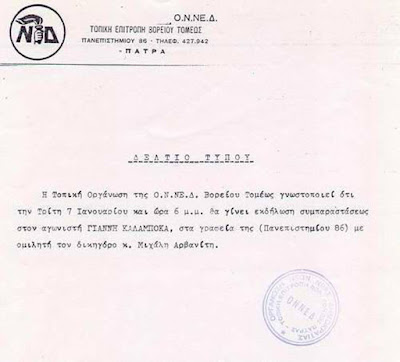 Ο.Ν.ΝΕ.Δ.
ΤΟΠΙΚΗ ΕΠΙΤΡΟΠΗ ΒΟΡΕΙΟΥ ΤΟΜΕΩΣ
ΠΑΝΕΠΙΣΤΗΜΙΟΥ 86 - ΤΗΛΕΦ. 427.942
-ΠΑΤΡΑ-
ΝΔ
ΔΕΛΤΙΟ ΤΥΠΟΥ
Η Τοπική Οργάνωση της Ο.Ν.ΝΕ.Δ. Βορείου Τομέως γνωστοποιεί ότι
την Τρίτη 7 Ιανουαρίου και ώρα 6 μ.μ. θα γίνει εκδήλωση συμπαραστάσεως
στον αγωνιστή ΓΙΑΝΝΗ ΚΑΛΑΜΠΟΚΑ, στα γραφεία της (Πανεπιστημίου 86) με
ομιλητή τον δικηγόρο κ. Μιχάλη Αρβανίτη.
ΟΝΝΕΔ